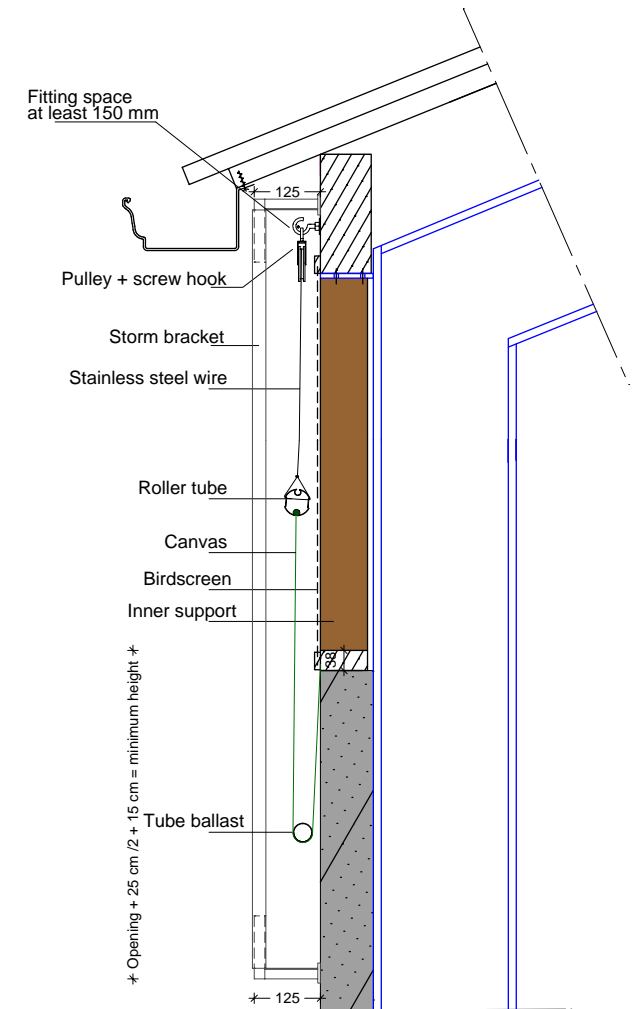 Fitting space
at least 150 mm
125
Pulley + screw hook
Storm bracket
Stainless steel wire
Roller tube
Canvas
Birdscreen
Inner support
38
Opening + 25 cm /2 + 15 cm = minimum height
Tube ballast
125